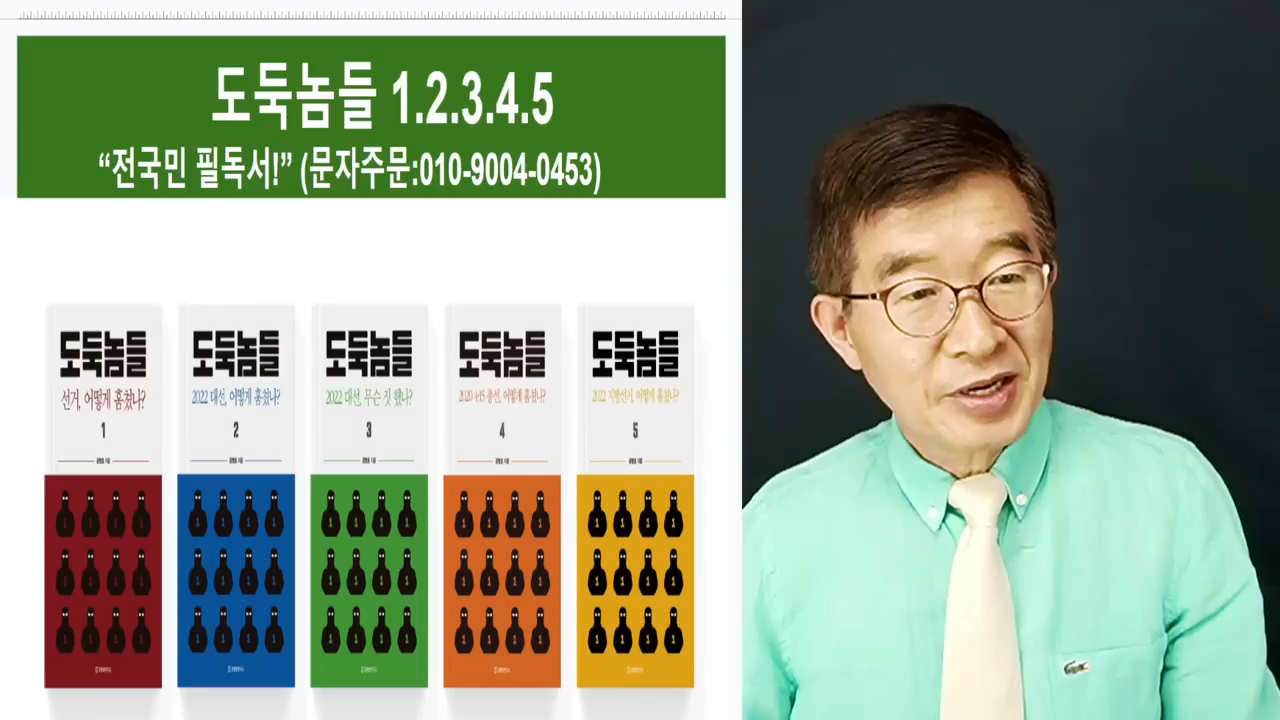 도둑놈들 1.2.3.4.5
“전국민 필독서!” (문자주문:010-9004-0453)
도둑놈들
선거, 어떻게 훔쳤나?
1
도둑놈들
2022 대선, 어떻게 훔쳤나?
2
도둑놈들
2022 대선, 무슨 짓 했나?
3
도둑놈들
2020 4·15 총선, 어떻게 훔쳤나?
4
도둑놈들
2022 지방선거, 어떻게 훔쳤나?
5